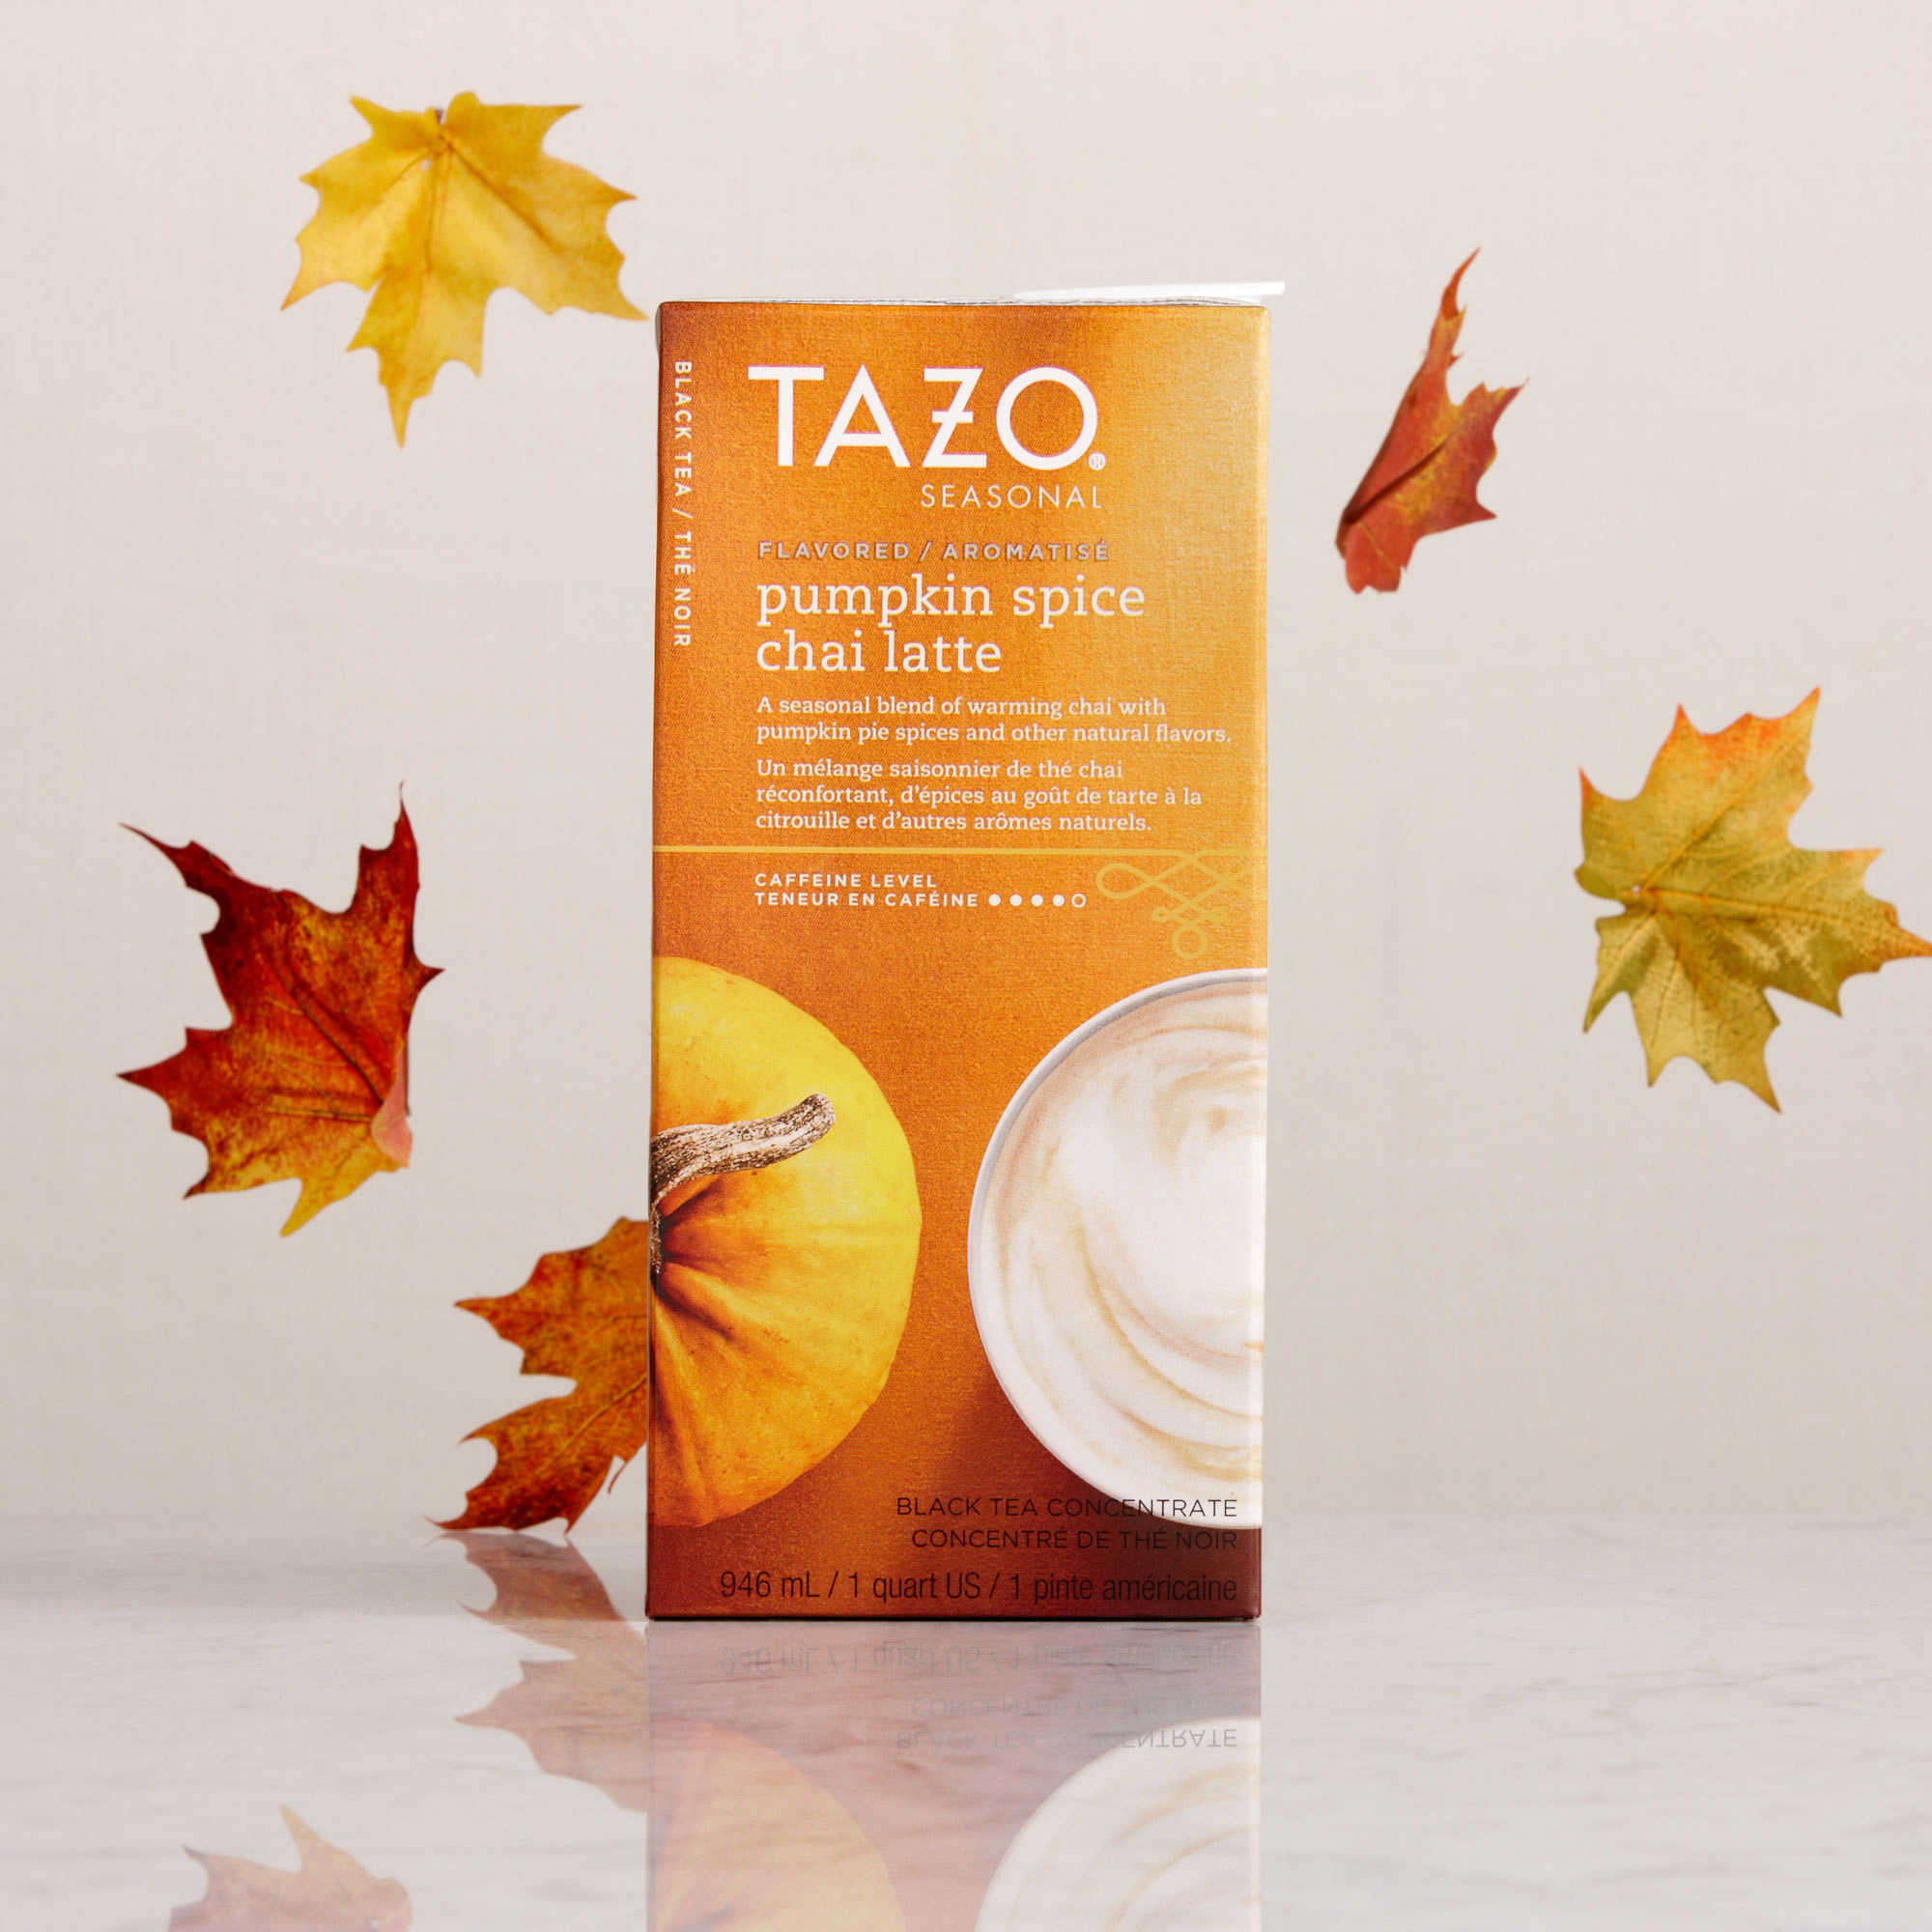 BLACK TEA / THÉ NOIR
TAZO®
SEASONAL
FLAVORED / AROMATISÉ
pumpkin spice
chai latte
A seasonal blend of warming chai with
pumpkin pie spices and other natural flavors.
Un mélange saisonnier de thé chai
réconfortant, d'épices au goût de tarte à la
citrouille et d'autres arômes naturels.
CAFFEINE LEVEL
TENEUR EN CAFÉINE
BLACK TEA CONCENTRATE
CONCENTRÉ DE THÉ NOIR
946 mL / 1 quart US / 1 pinte américaine